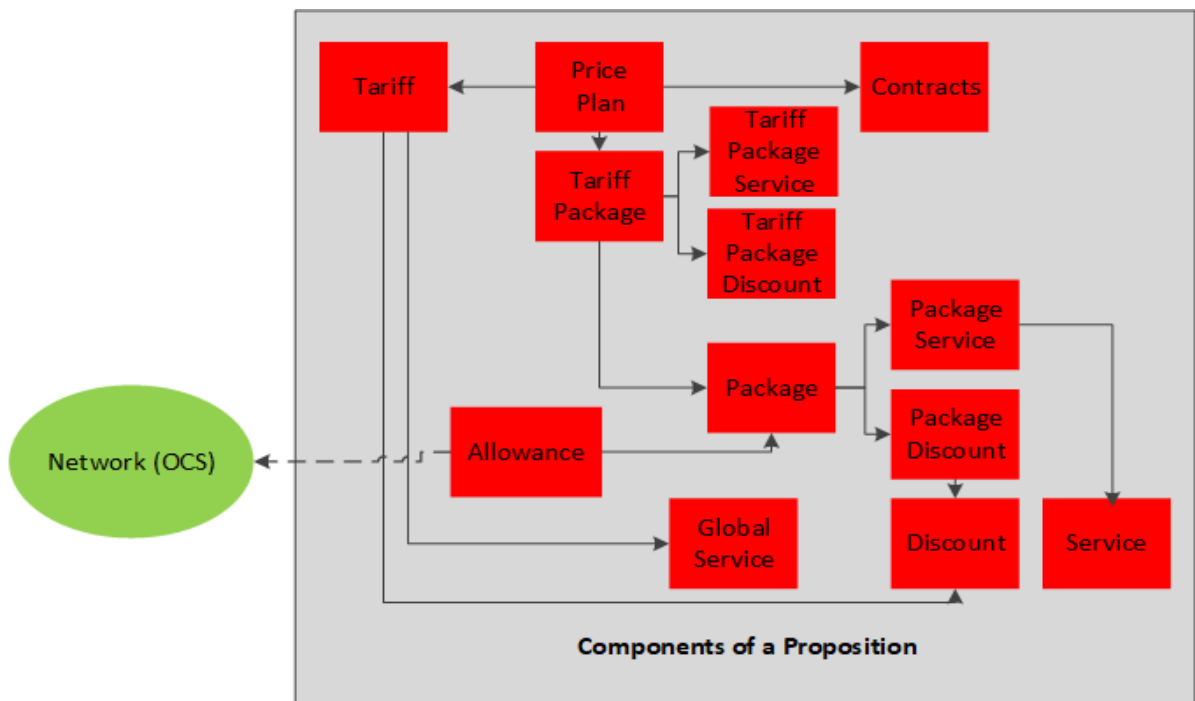 Tariff
Price
Plan
Contracts
Tariff
Package
Service
Tariff
Package
Tariff
Package
Discount
Package
Service
Package
Package
Discount
Allowance
Network (OCS)
Global
Service
Discount
Service
Components of a Proposition